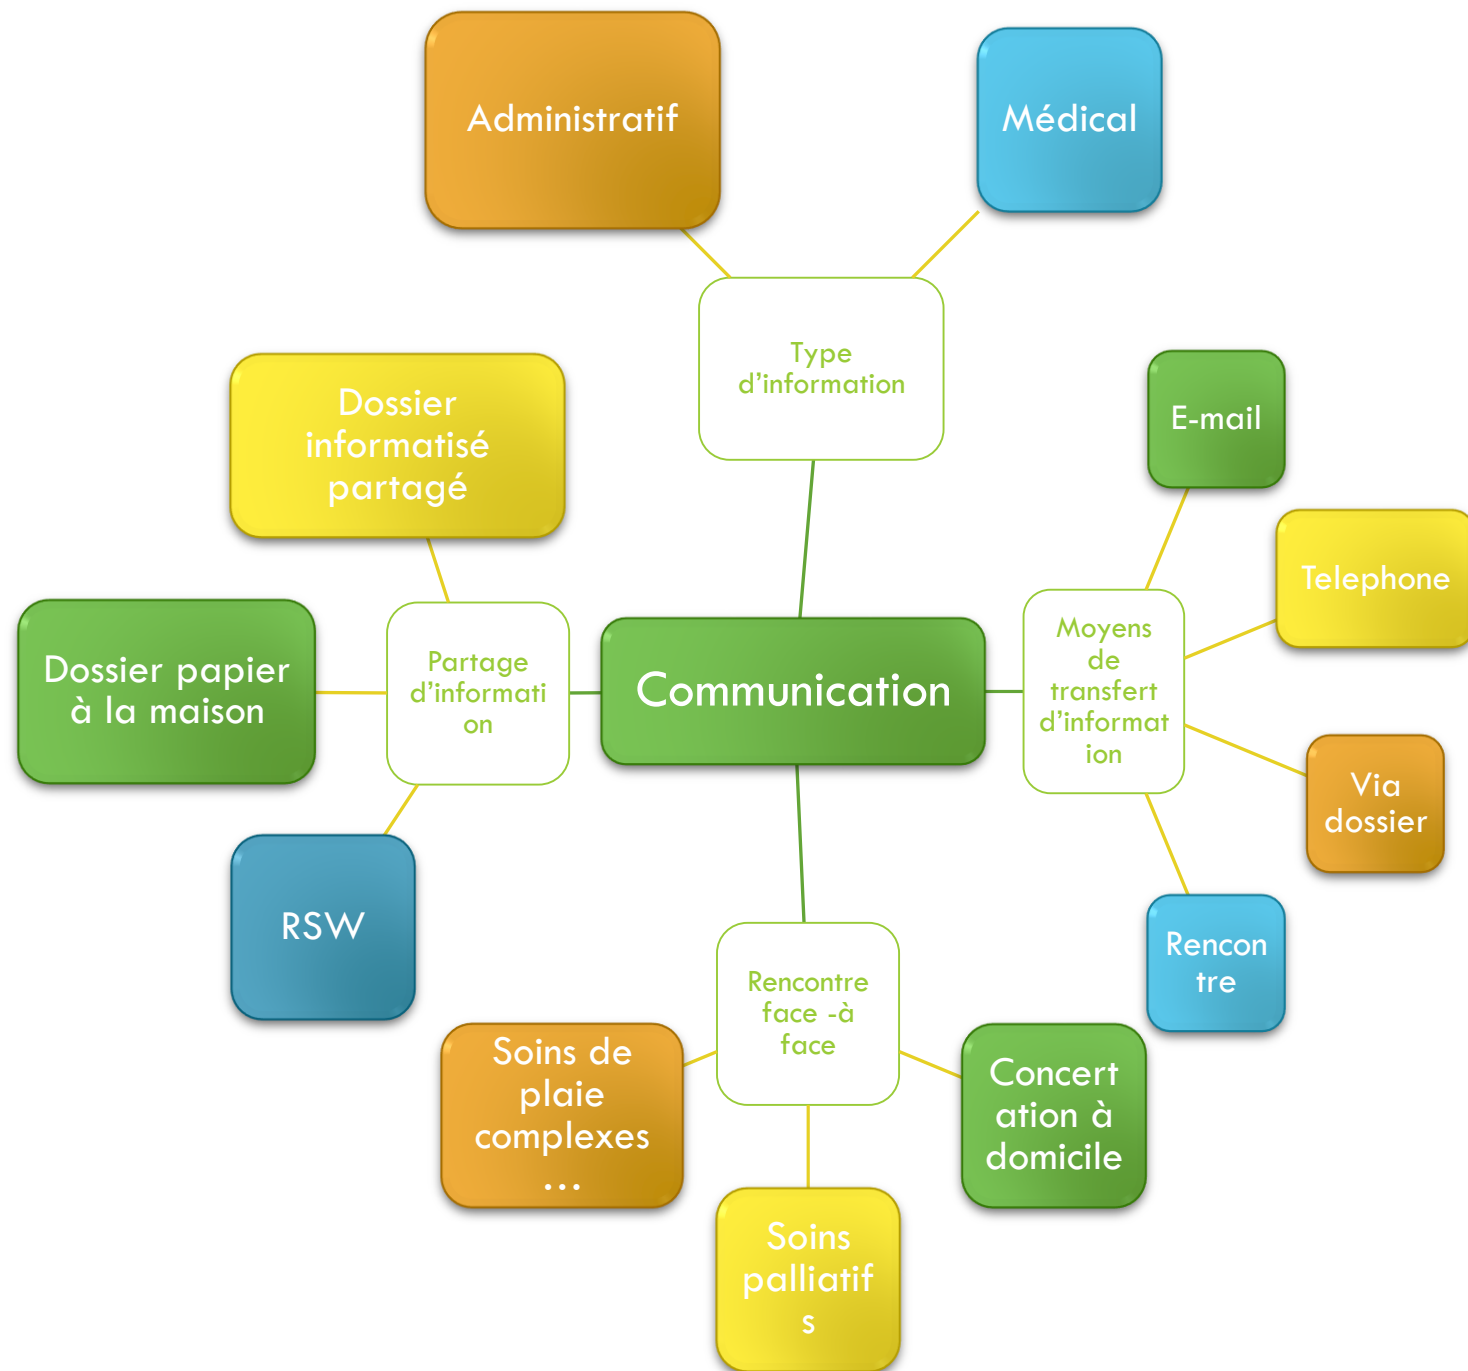 Administratif
Médical
Type
d'information
E-mail
Telephone
Dossier
informatisé
partagé
Dossier papier
à la maison
Partage
d'informati
on
Communication
Moyens
de
transfert
d'informat
ion
Via
dossier
RSW
Rencon
tre
Rencontre
face -à
face
Soins de
plaie
complexes
...
Concert
ation à
domicile
Soins
palliatif
s